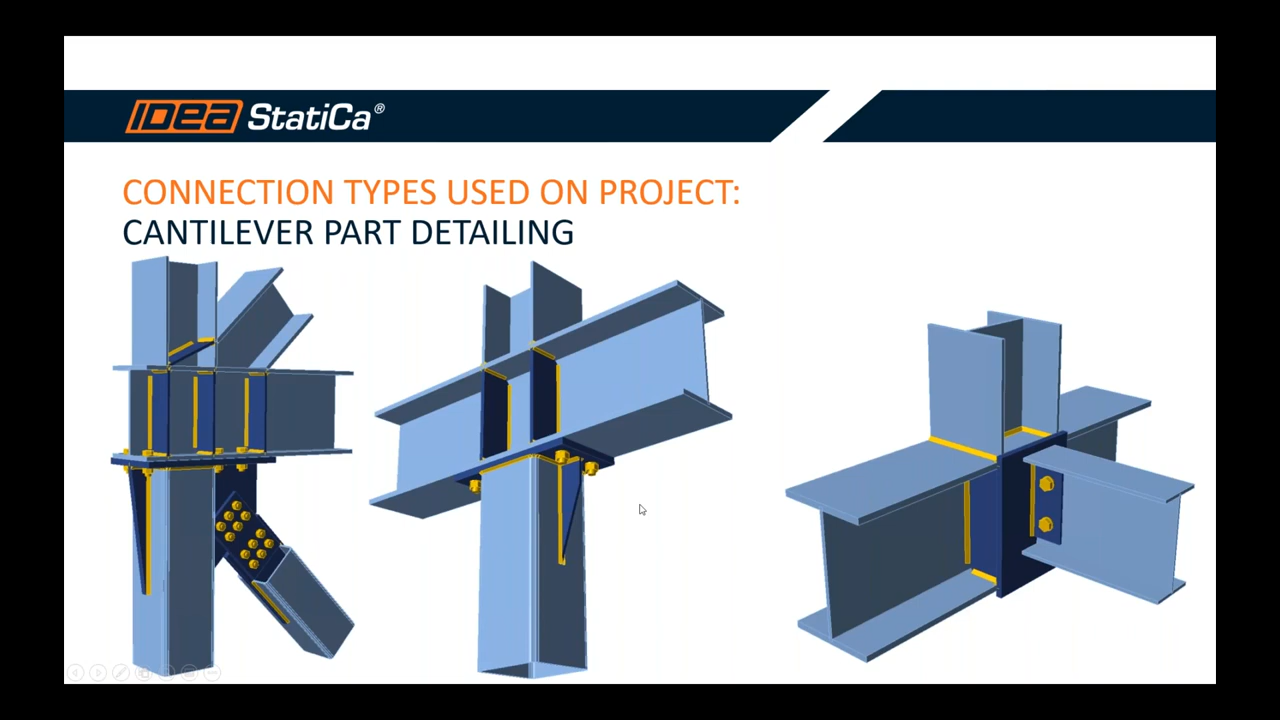 IDEA StatiCa®
CONNECTION TYPES USED ON PROJECT:
CANTILEVER PART DETAILING